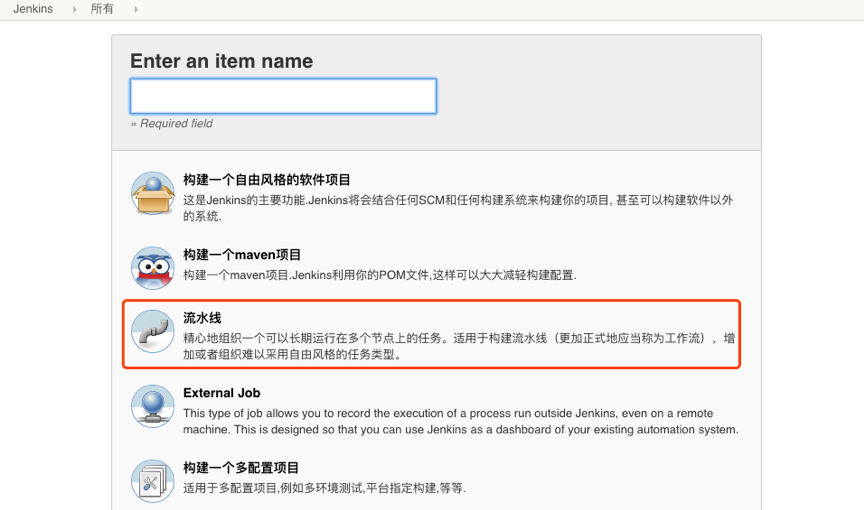 Jenkins 所有
Enter an item name
» Required field
构建一个自由风格的软件项目
这是Jenkins的主要功能.Jenkins将会结合任何SCM和任何构建系统来构建你的项目, 甚至可以构建软件以外
的系统.
构建一个maven项目
构建一个maven项目.Jenkins利用你的POM文件,这样可以大大减轻构建配置.
流水线
精心地组织一个可以长期运行在多个节点上的任务。适用于构建流水线（更加正式地应当称为工作流），增
加或者组织难以采用自由风格的任务类型。
External Job
This type of job allows you to record the execution of a process run outside Jenkins, even on a remote
machine. This is designed so that you can use Jenkins as a dashboard of your existing automation system.
构建一个多配置项目
适用于多配置项目,例如多环境测试,平台指定构建,等等.